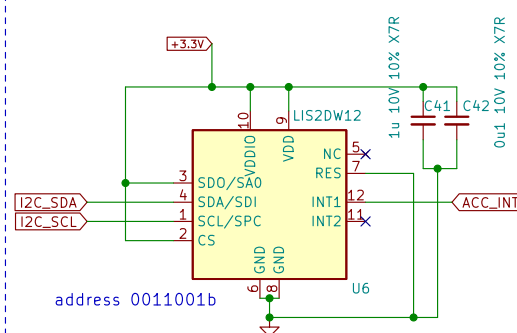 +3.3V
1u 10V 10% X7R
0u1 10V 10% X7R
C41
C42
LIS2DW12
10
9
VDDIO
VDD
5
NC
7
RES
3
SDO/SA0
I2C_SDA
4
SDA/SDI
12
INT1
ACC_INT
I2C_SCL
1
SCL/SPC
11
INT2
2
CS
GND
GND
6
8
U6
address 0011001b